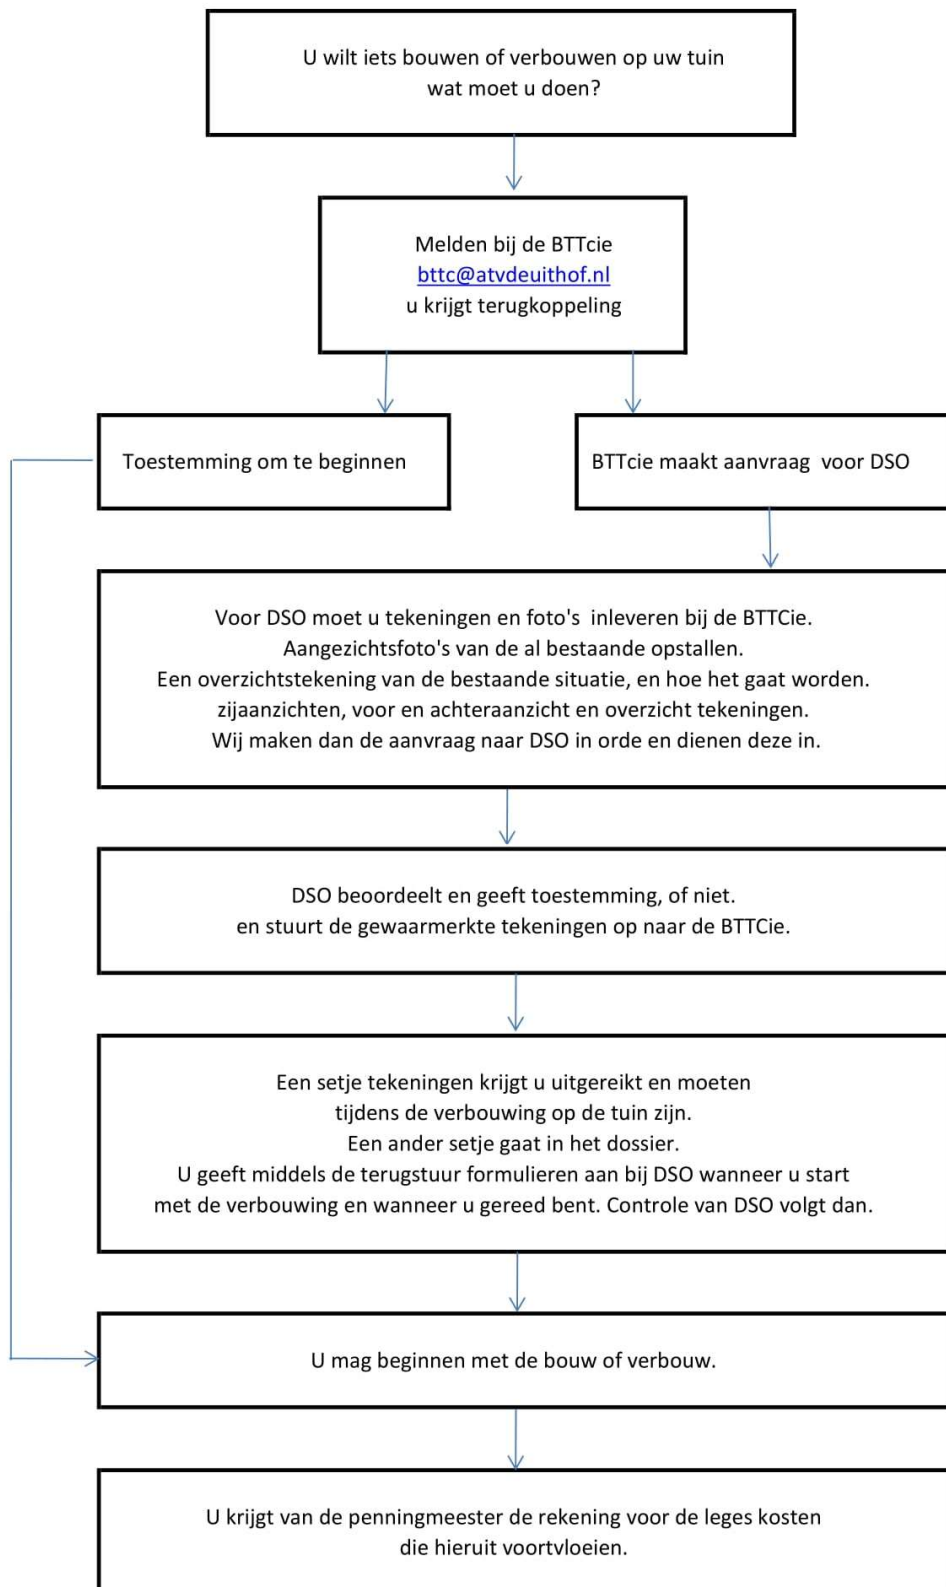 U wilt iets bouwen of verbouwen op uw tuin
wat moet u doen?
Melden bij de BTTcie
bttc@atvdeuithof.nl
u krijgt terugkoppeling
Toestemming om te beginnen
BTTcie maakt aanvraag voor DSO
Voor DSO moet u tekeningen en foto's inleveren bij de BTTCie.
Aangezichtsfoto's van de al bestaande opstallen.
Een overzichtstekening van de bestaande situatie, en hoe het gaat worden.
zijaanzichten, voor en achteraanzicht en overzicht tekeningen.
Wij maken dan de aanvraag naar DSO in orde en dienen deze in.
DSO beoordeelt en geeft toestemming, of niet.
en stuurt de gewaarmerkte tekeningen op naar de BTTCie.
Een setje tekeningen krijgt u uitgereikt en moeten
tijdens de verbouwing op de tuin zijn.
Een ander setje gaat in het dossier.
U geeft middels de terugstuur formulieren aan bij DSO wanneer u start
met de verbouwing en wanneer u gereed bent. Controle van DSO volgt dan.
U mag beginnen met de bouw of verbouw.
U krijgt van de penningmeester de rekening voor de leges kosten
die hieruit voortvloeien.